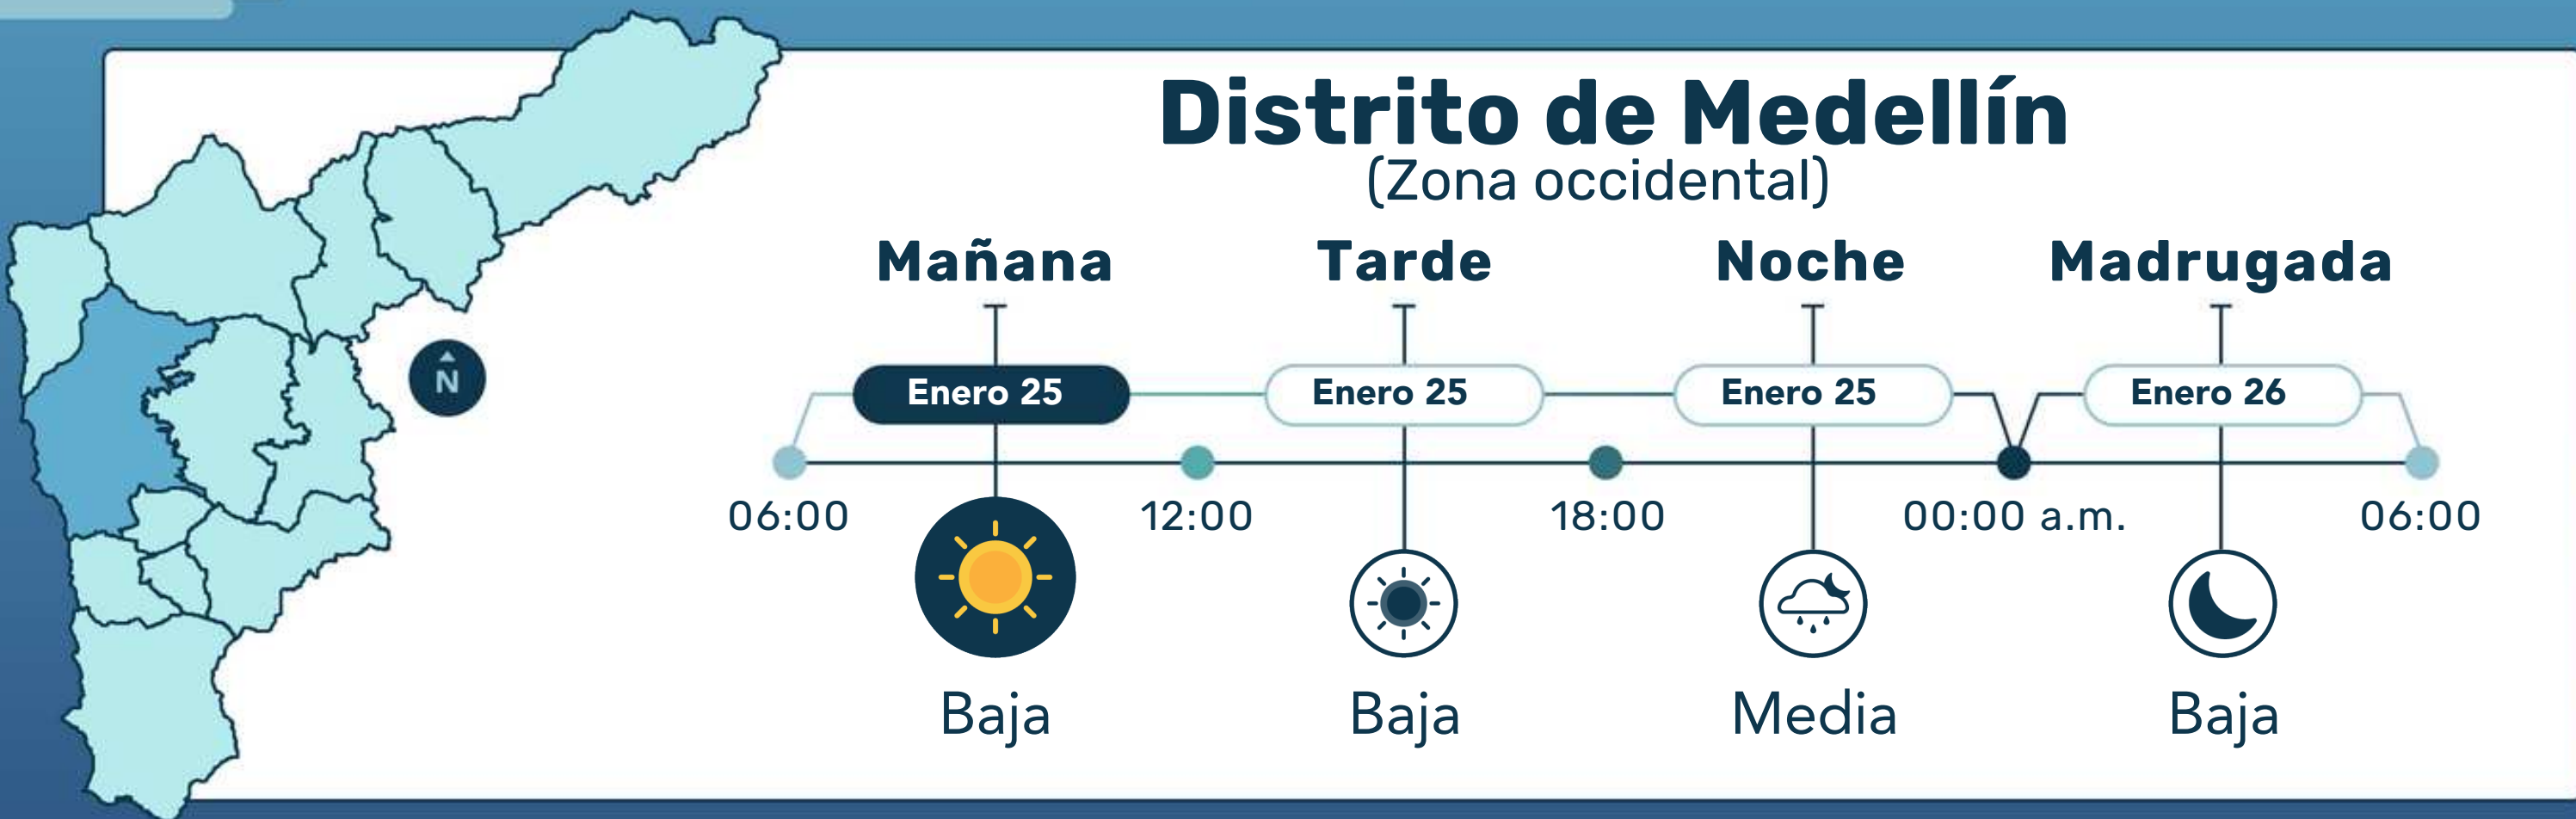 Distrito de Medellín
(Zona occidental)
Mañana Tarde Noche Madrugada
Enero 25 Enero 25 Enero 25 Enero 26
N
06:00 12:00 18:00 00:00 a.m. 06:00
Baja Baja Media Baja